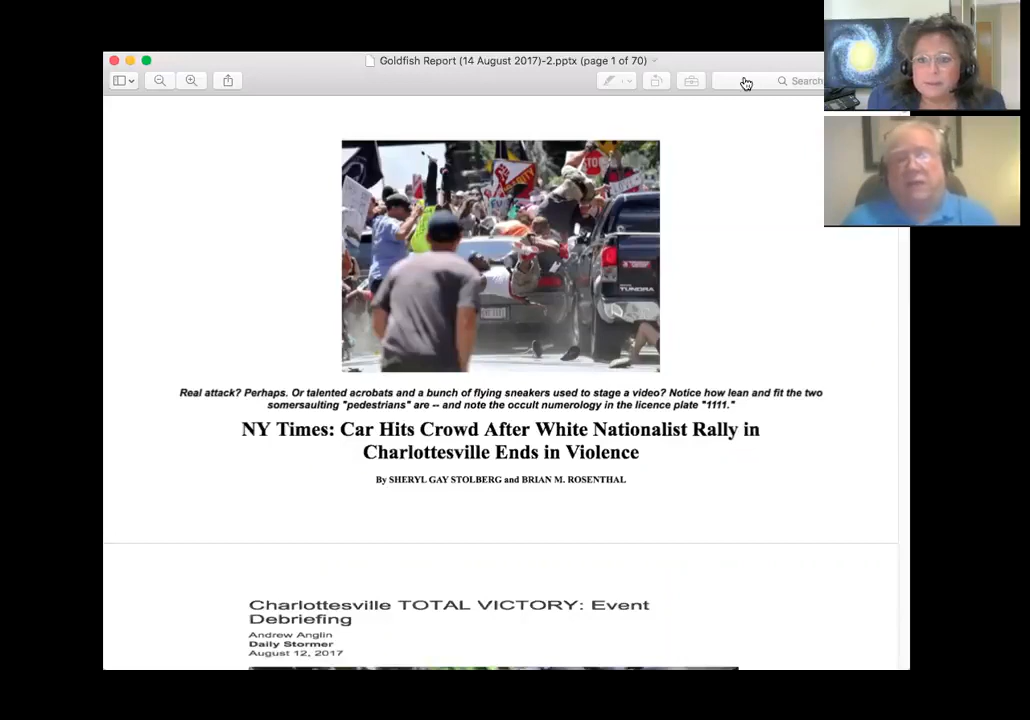 Goldfish Report (14 August 2017)-2.pptx (page 1 of 70)
Search
STOP
TUNDRA
Real attack? Perhaps. Or talented acrobats and a bunch of flying sneakers used to stage a video? Notice how lean and fit the two
somersaulting "pedestrians" are -- and note the occult numerology in the licence plate "1111."
NY Times: Car Hits Crowd After White Nationalist Rally in
Charlottesville Ends in Violence
By SHERYL GAY STOLBERG and BRIAN M. ROSENTHAL
Charlottesville TOTAL VICTORY: Event
Debriefing
Andrew Anglin
Daily Stormer
August 12, 2017